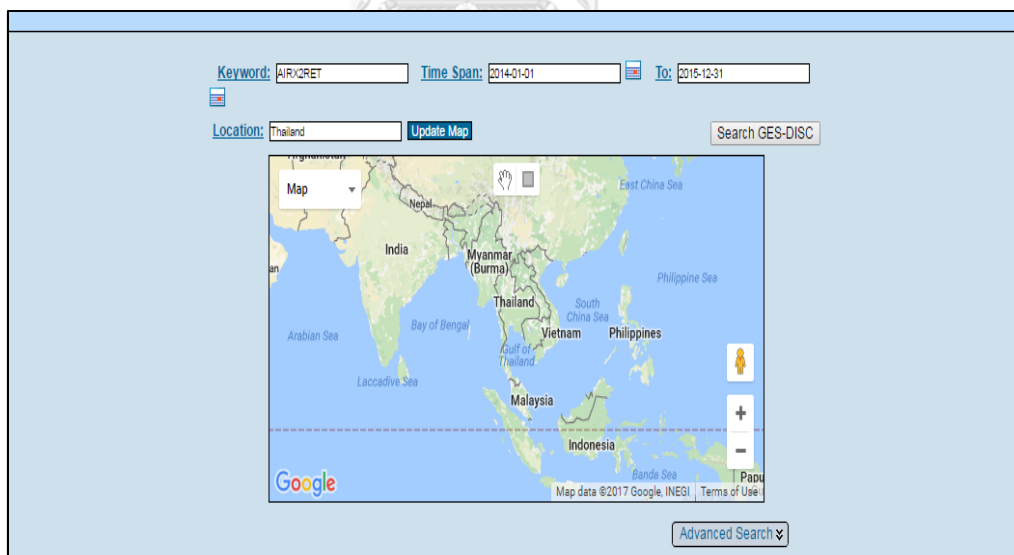 Keyword: AIRX2RET Time Span: 2014-01-01 To: 2015-12-31
Location: Thailand Update Map Search GES-DISC
Map
East China Sea
Nepal
India
Myanmar
(Burma)
Philippine Sea
Thailand
South
China Sea
Bay of Bengal
Arabian Sea
Vietnam
Philippines
Gulf of
Thailand
Laccadive Sea
Malaysia
+
Indonesia
−
Banda Sea
Papu
Google
Map data ©2017 Google, INEGI Terms of Use
Advanced Search